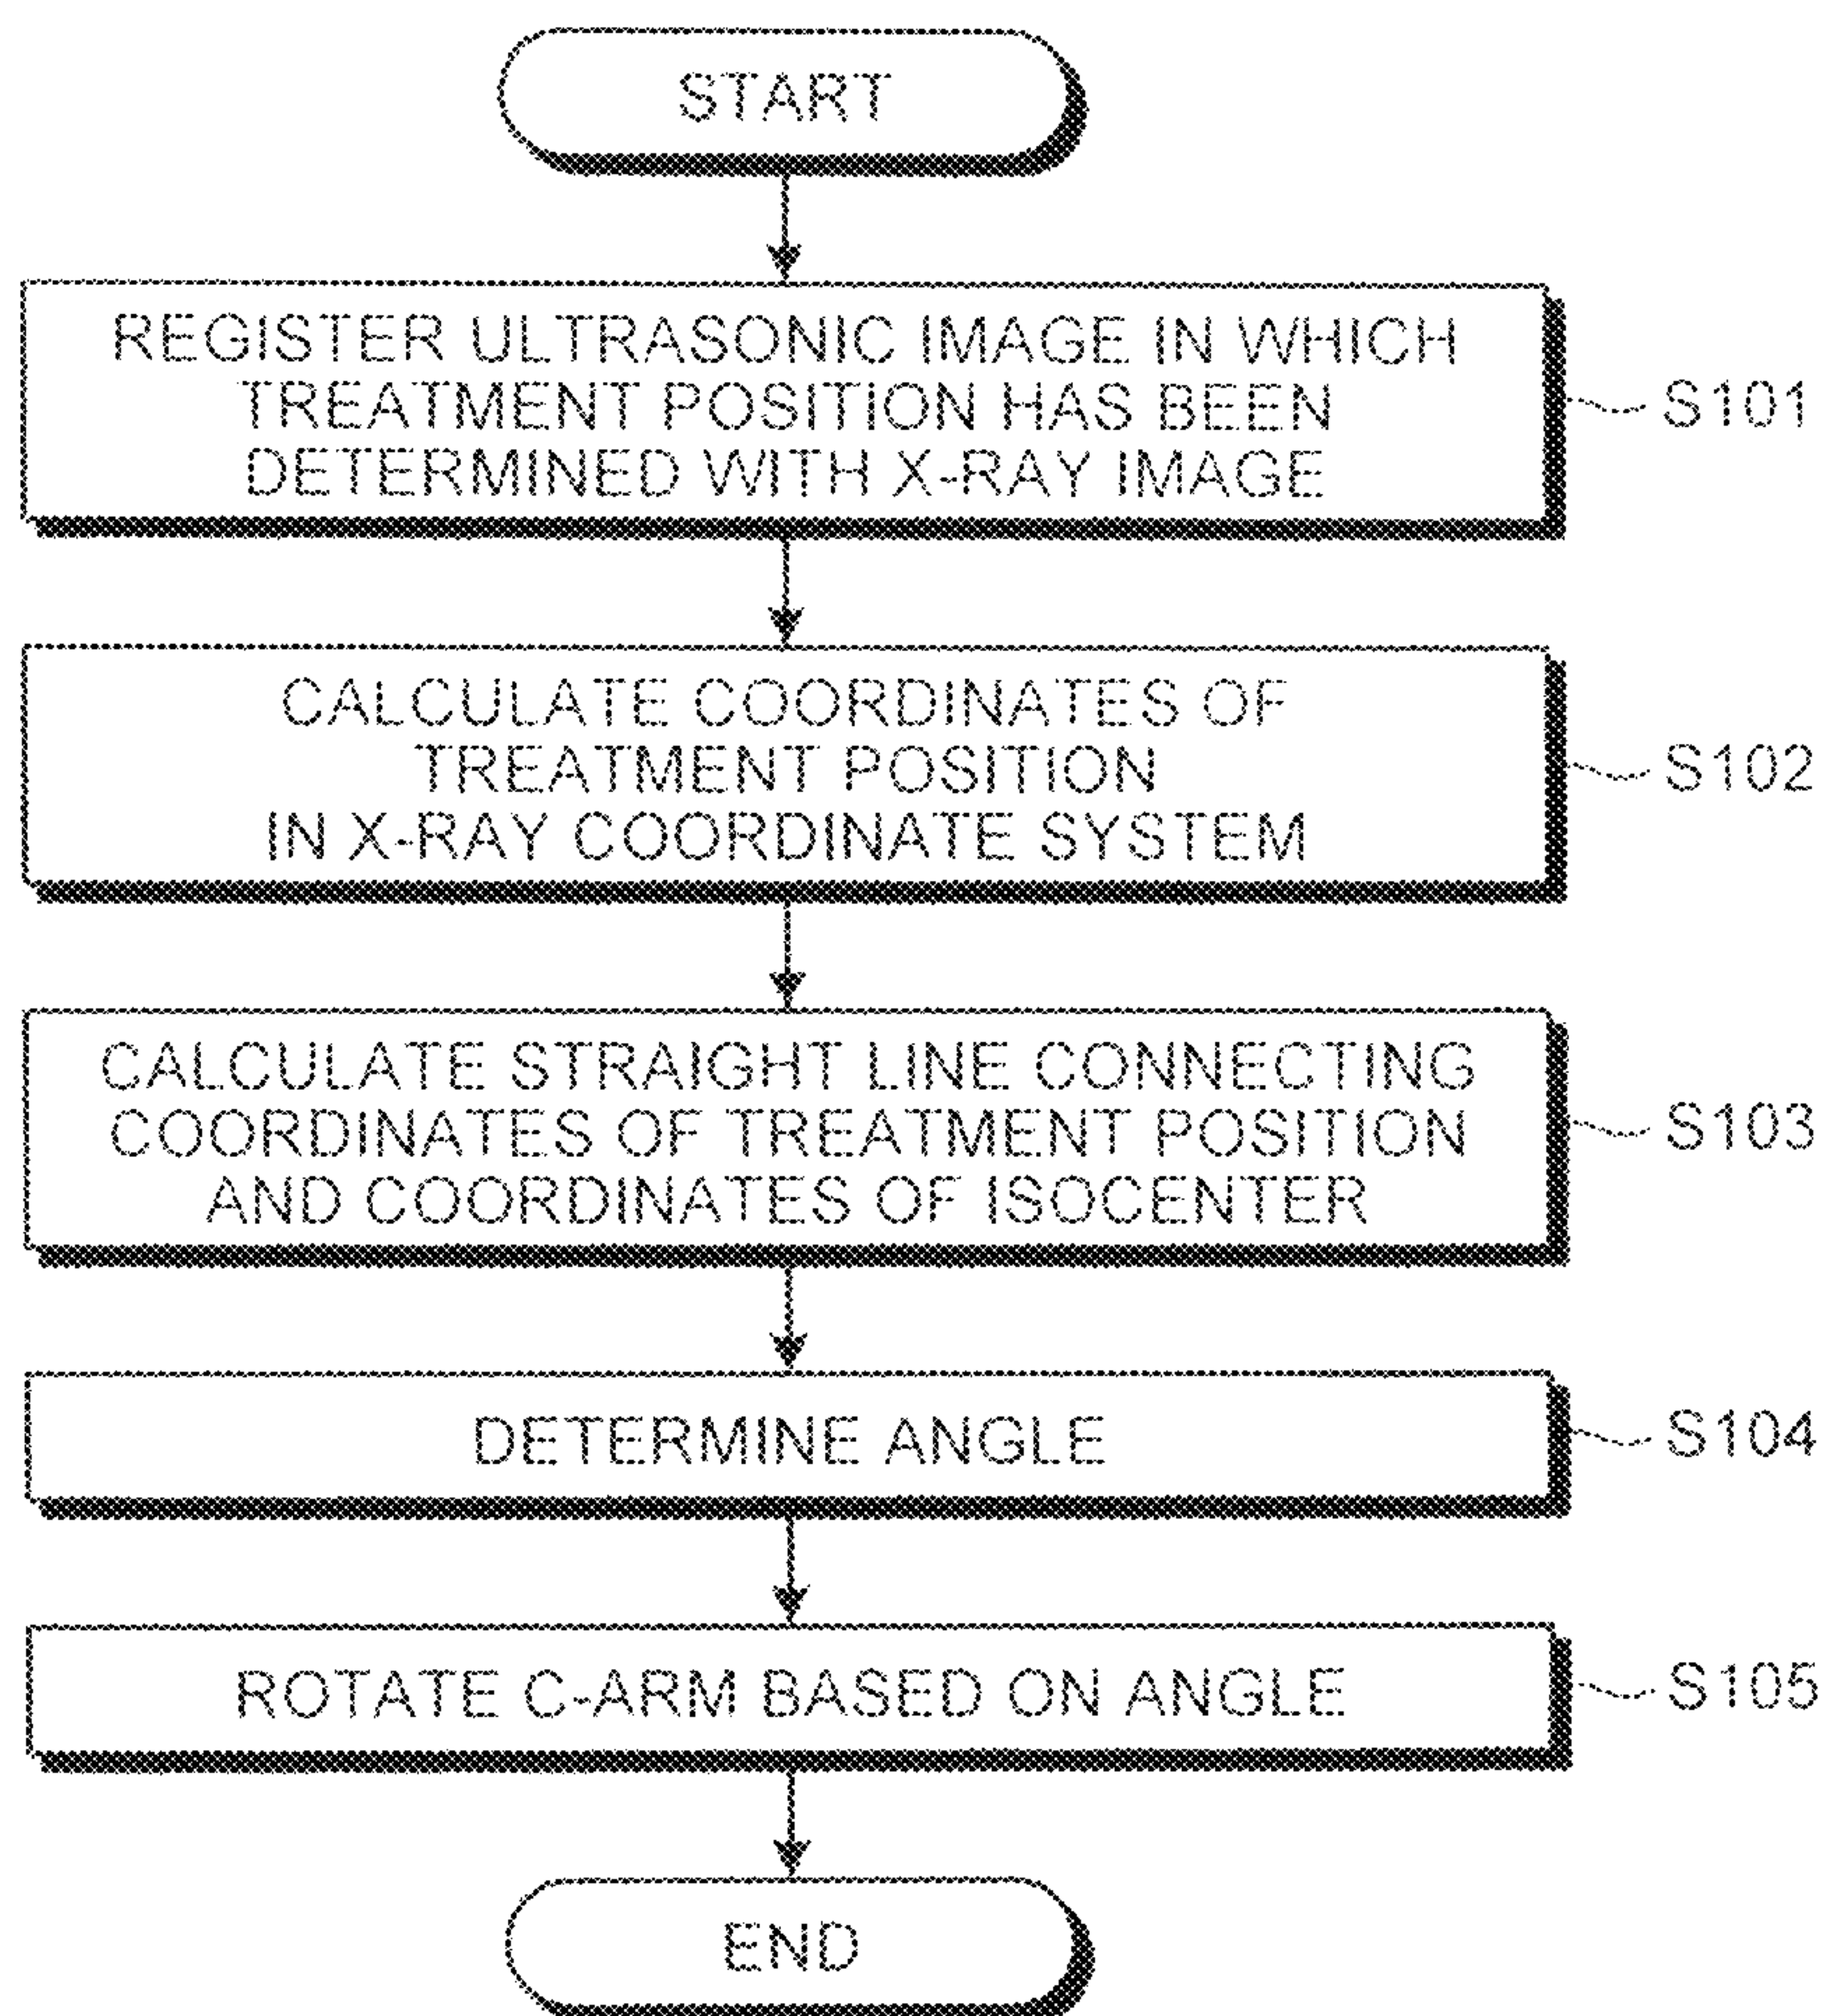 START
REGISTER ULTRASONIC IMAGE IN WHICH
TREATMENT POSITION HAS BEEN
DETERMINED WITH X-RAY IMAGE
S101
CALCULATE COORDINATES OF
TREATMENT POSITION
IN X-RAY COORDINATE SYSTEM
S102
CALCULATE STRAIGHT LINE CONNECTING
COORDINATES OF TREATMENT POSITION
AND COORDINATES OF ISOCENTER
S103
DETERMINE ANGLE
S104
ROTATE C-ARM BASED ON ANGLE
S105
END